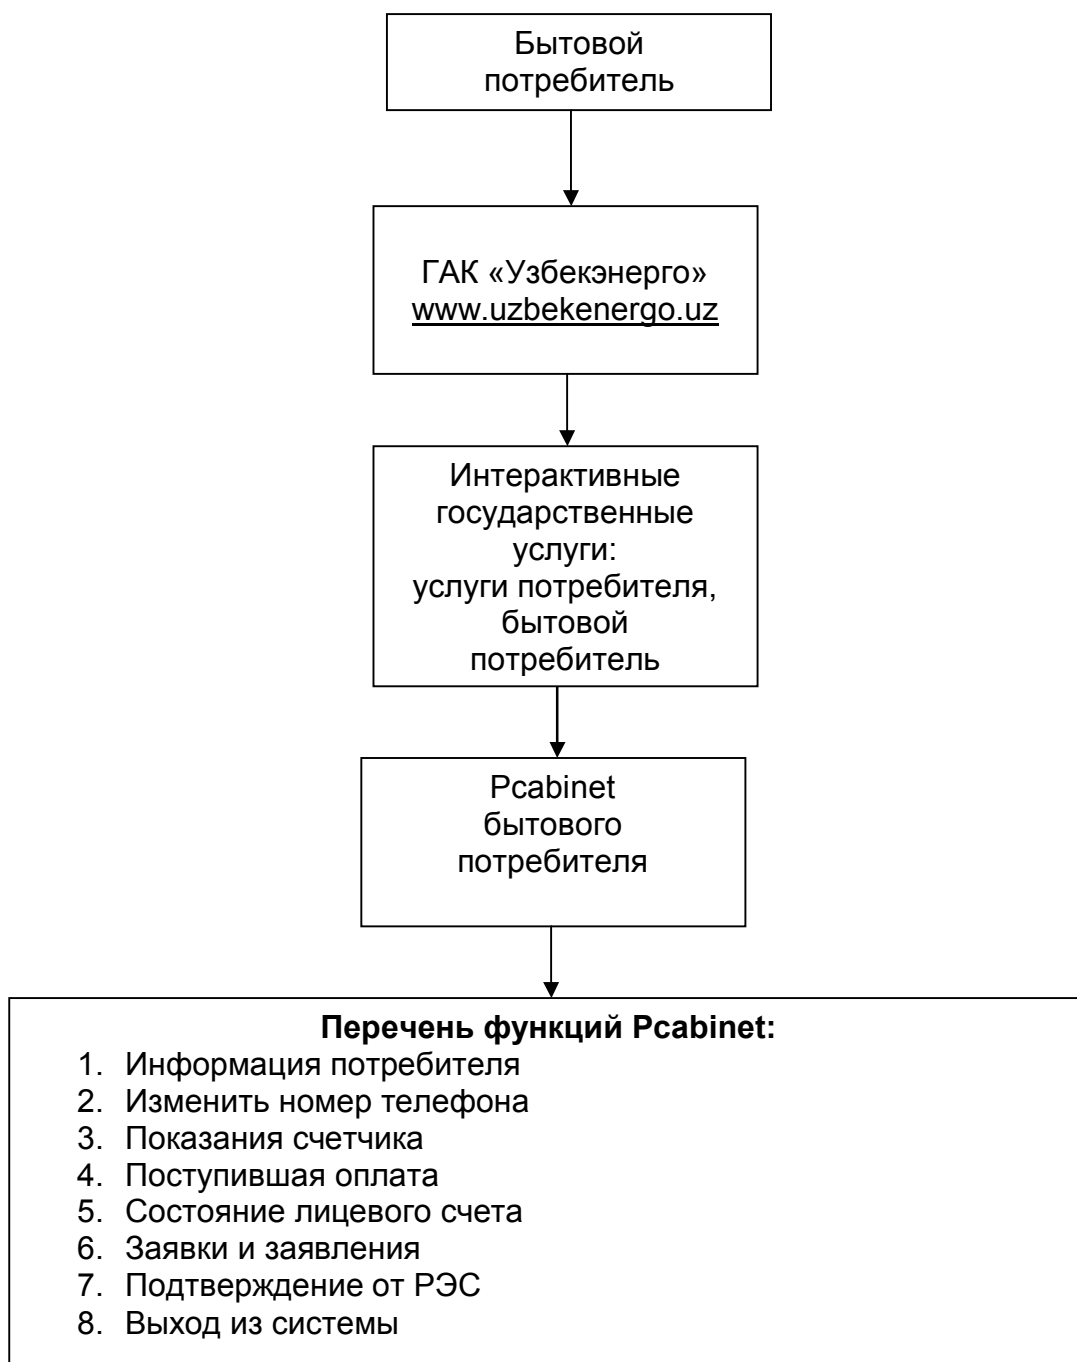 Бытовой
потребитель
ГАК «Узбекэнерго»
www.uzbekenergo.uz
Интерактивные
государственные
услуги:
услуги потребителя,
бытовой
потребитель
Pcabinet
бытового
потребителя
Перечень функций Pcabinet:
1. Информация потребителя
2. Изменить номер телефона
3. Показания счетчика
4. Поступившая оплата
5. Состояние лицевого счета
6. Заявки и заявления
7. Подтверждение от РЭС
8. Выход из системы